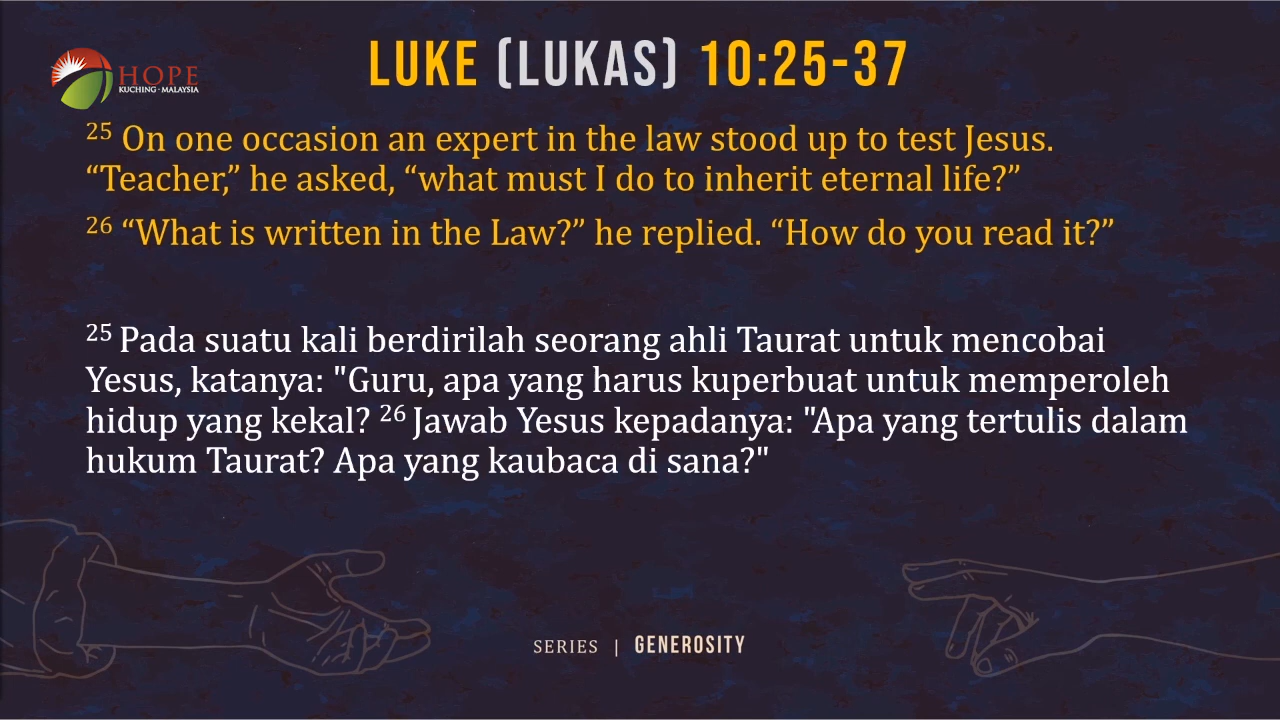 LUKE (LUKAS) 10:25-37
HOPE
KUCHING · MALAYSIA
25 On one occasion an expert in the law stood up to test Jesus.
“Teacher,” he asked, “what must I do to inherit eternal life?”
26 “What is written in the Law?” he replied. “How do you read it?”
25 Pada suatu kali berdirilah seorang ahli Taurat untuk mencobai
Yesus, katanya: "Guru, apa yang harus kuperbuat untuk memperoleh
hidup yang kekal? 26 Jawab Yesus kepadanya: "Apa yang tertulis dalam
hukum Taurat? Apa yang kaubaca di sana?"
SERIES | GENEROSITY